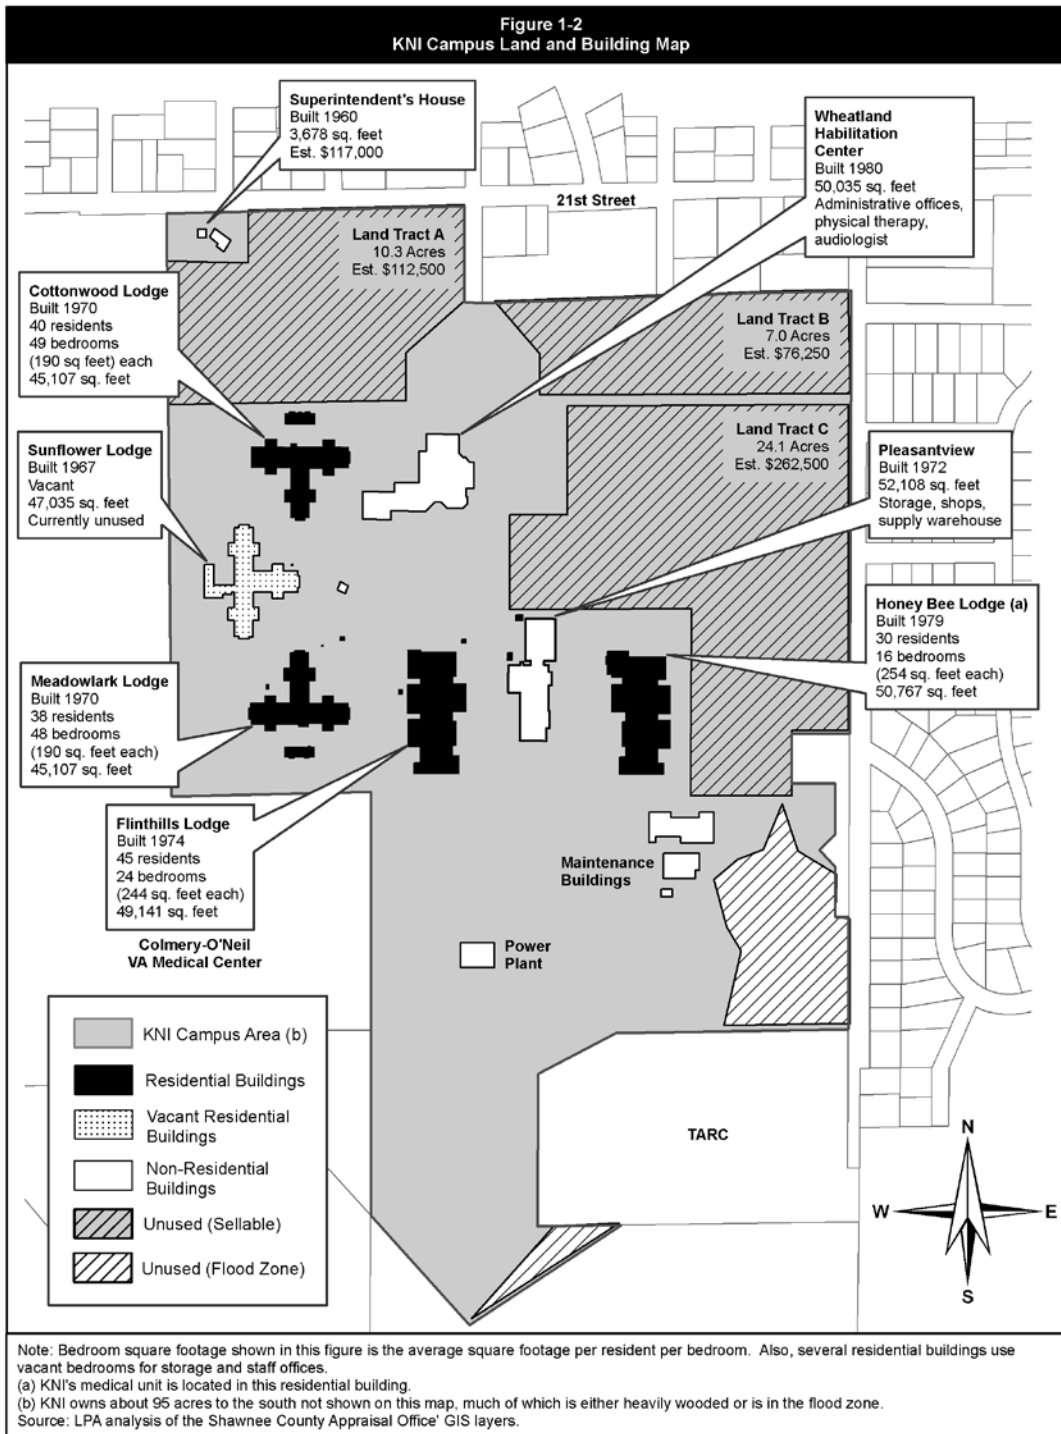 Figure 1-2
KNI Campus Land and Building Map
Superintendent's House
Built 1960
3,678 sq. feet
Est. $117,000
Wheatland
Habilitation
Center
Built 1980
50,035 sq. feet
Administrative offices,
physical therapy,
audiologist
21st Street
Land Tract A
10.3 Acres
Est. $112,500
Cottonwood Lodge
Built 1970
40 residents
49 bedrooms
(190 sq feet) each
45,107 sq. feet
Land Tract B
7.0 Acres
Est. $76,250
Land Tract C
24.1 Acres
Est. $262,500
Sunflower Lodge
Built 1967
Vacant
47,035 sq. feet
Currently unused
Pleasantview
Built 1972
52,108 sq. feet
Storage, shops,
supply warehouse
Honey Bee Lodge (a)
Built 1979
30 residents
16 bedrooms
(254 sq. feet each)
50,767 sq. feet
Meadowlark Lodge
Built 1970
38 residents
48 bedrooms
(190 sq. feet each)
45,107 sq. feet
Flinthills Lodge
Built 1974
45 residents
24 bedrooms
(244 sq. feet each)
49,141 sq. feet
Maintenance
Buildings
Colmery-O'Neil
VA Medical Center
Power
Plant
KNI Campus Area (b)
Residential Buildings
Vacant Residential
Buildings
Non-Residential
Buildings
Unused (Sellable)
Unused (Flood Zone)
TARC
N
W
E
S
Note: Bedroom square footage shown in this figure is the average square footage per resident per bedroom. Also, several residential buildings use
vacant bedrooms for storage and staff offices.
(a) KNI's medical unit is located in this residential building.
(b) KNI owns about 95 acres to the south not shown on this map, much of which is either heavily wooded or is in the flood zone.
Source: LPA analysis of the Shawnee County Appraisal Office' GIS layers.